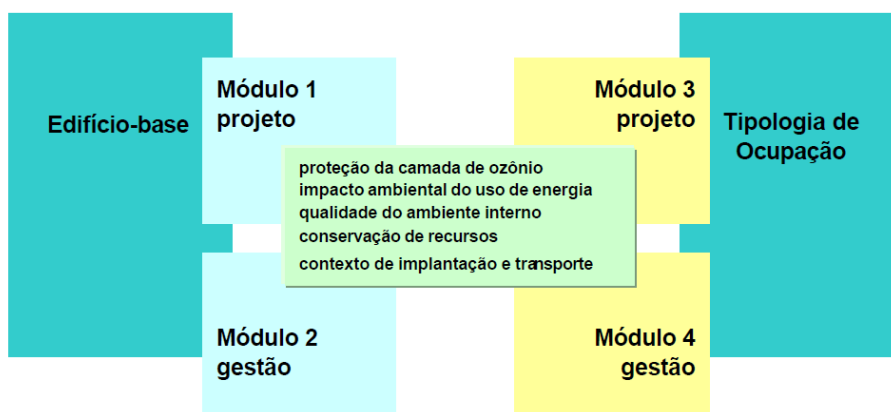 Edifício-base
Módulo 1
projeto
Módulo 3
projeto
Tipologia de
Ocupação
proteção da camada de ozônio
impacto ambiental do uso de energia
qualidade do ambiente interno
conservação de recursos
contexto de implantação e transporte
Módulo 2
gestão
Módulo 4
gestão